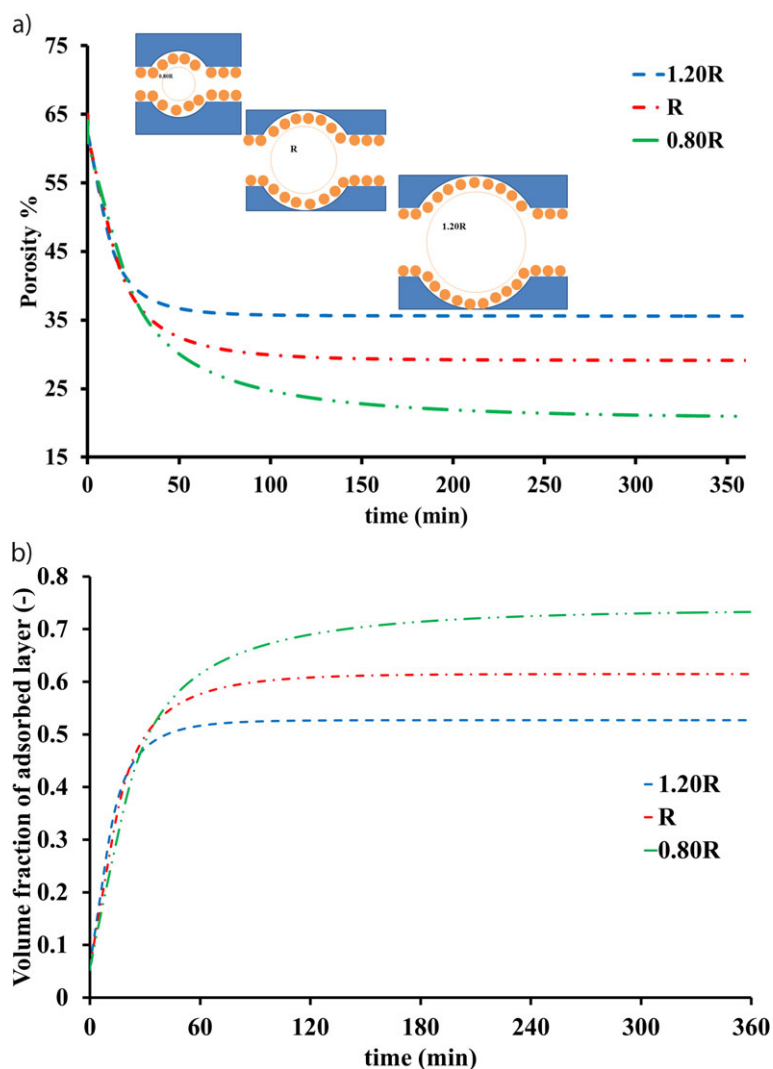 a)
75
65
55
45
35
25
15
Porosity %
0.80R
R
1.20R
1.20R
R
0.80R
0 50 100 150 200 250 300 350
time (min)
b)
0.8
0.7
0.6
0.5
0.4
0.3
0.2
0.1
0
Volume fraction of adsorbed layer (-)
1.20R
R
0.80R
0 60 120 180 240 300 360
time (min)